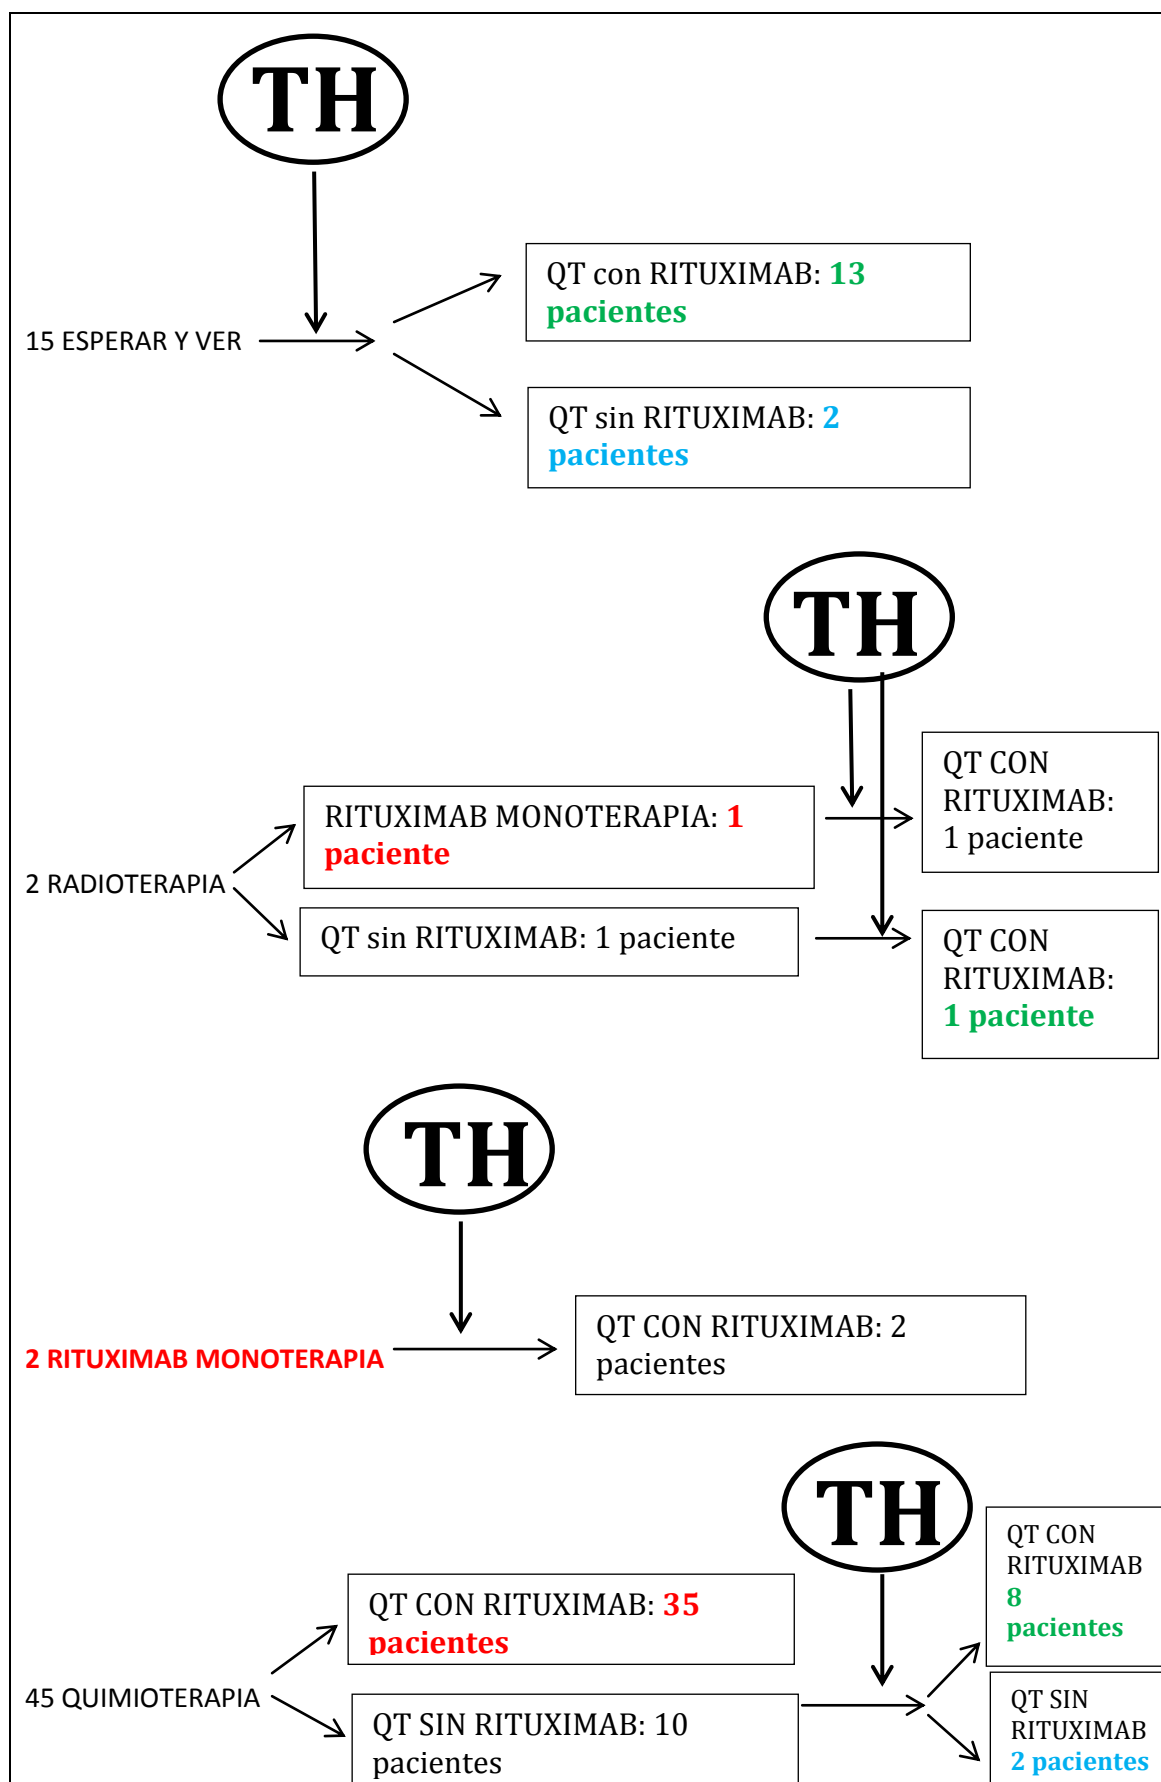 TH
QT con RITUXIMAB: 13
pacientes
15 ESPERAR Y VER
QT sin RITUXIMAB: 2
pacientes
TH
QT CON
RITUXIMAB:
1 paciente
RITUXIMAB MONOTERAPIA: 1
paciente
2 RADIOTERAPIA
QT sin RITUXIMAB: 1 paciente
QT CON
RITUXIMAB:
1 paciente
TH
QT CON RITUXIMAB: 2
pacientes
2 RITUXIMAB MONOTERAPIA
TH
QT CON
RITUXIMAB
8
pacientes
QT CON RITUXIMAB: 35
pacientes
45 QUIMIOTERAPIA
QT SIN RITUXIMAB: 10
pacientes
QT SIN
RITUXIMAB
2 pacientes